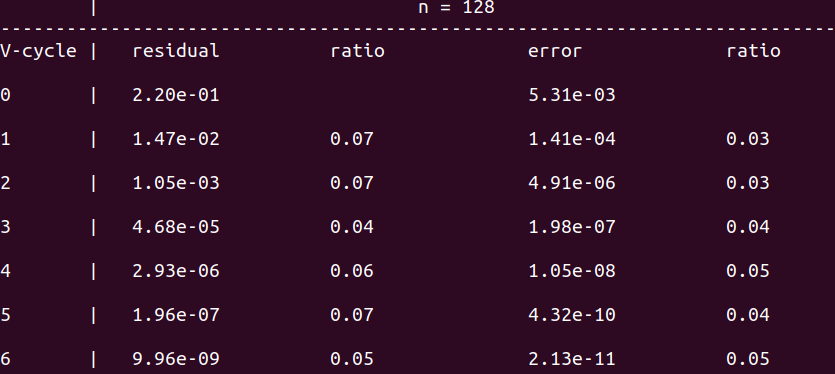 | n = 128
--------------------------------------------------------------------------
V-cycle | residual ratio error ratio
0 | 2.20e-01 5.31e-03
1 | 1.47e-02 0.07 1.41e-04 0.03
2 | 1.05e-03 0.07 4.91e-06 0.03
3 | 4.68e-05 0.04 1.98e-07 0.04
4 | 2.93e-06 0.06 1.05e-08 0.05
5 | 1.96e-07 0.07 4.32e-10 0.04
6 | 9.96e-09 0.05 2.13e-11 0.05